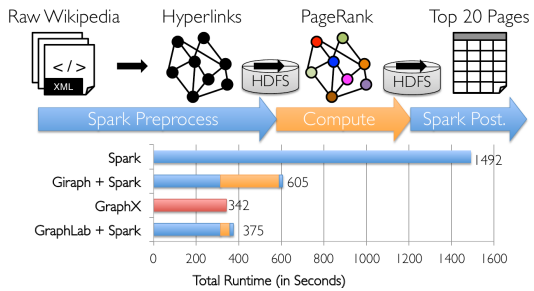 Raw Wikipedia Hyperlinks PageRank Top 20 Pages
</>
XML
HDFS HDFS
Spark Preprocess Compute Spark Post.
Spark 1492
Giraph + Spark 605
GraphX 342
GraphLab + Spark 375
0 200 400 600 800 1000 1200 1400 1600
Total Runtime (in Seconds)